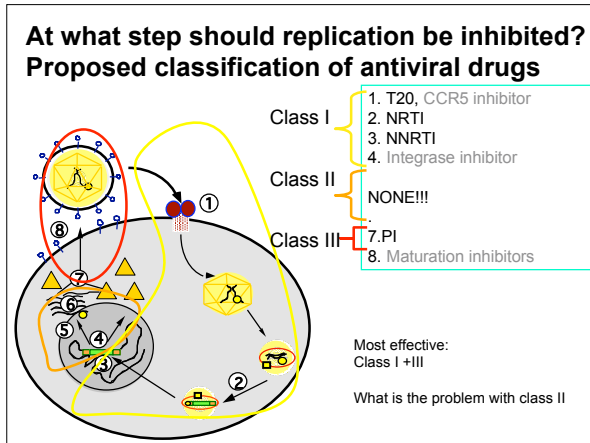 At what step should replication be inhibited?
Proposed classification of antiviral drugs
Class I
1. T20, CCR5 inhibitor
2. NRTI
3. NNRTI
4. Integrase inhibitor
Class II
NONE!!!
.
Class III
7.PI
8. Maturation inhibitors
①
⑧
⑦
⑥
⑤
④
③
②
Most effective:
Class I +III
What is the problem with class II